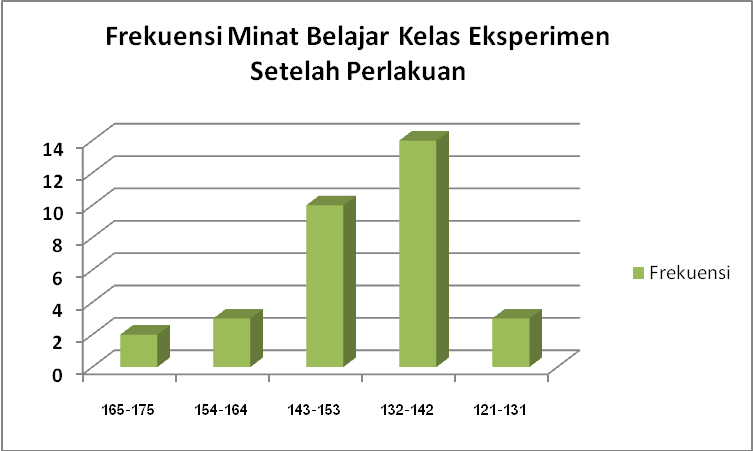 Frekuensi Minat Belajar Kelas Eksperimen
Setelah Perlakuan
14
12
10
8
6
4
2
0
165-175 154-164 143-153 132-142 121-131
Frekuensi